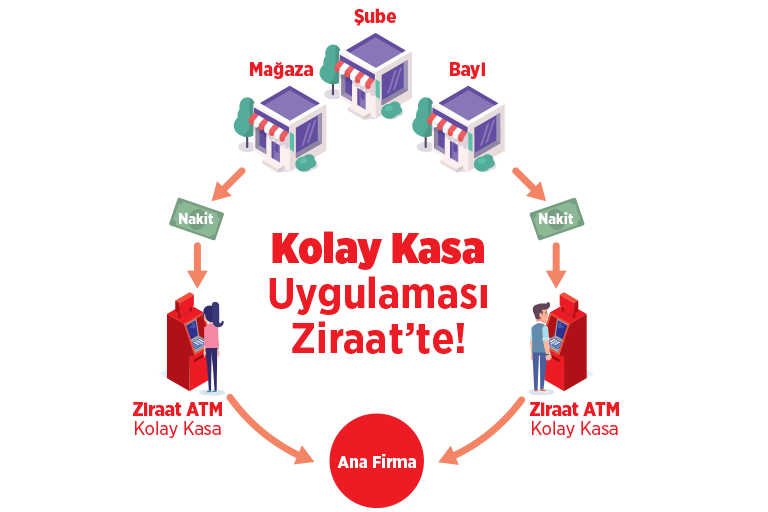 Şube
Mağaza
Bayi
Nakit
Nakit
Kolay Kasa
Uygulaması
Ziraat’te!
Ziraat ATM
Kolay Kasa
Ziraat ATM
Kolay Kasa
Ana Firma